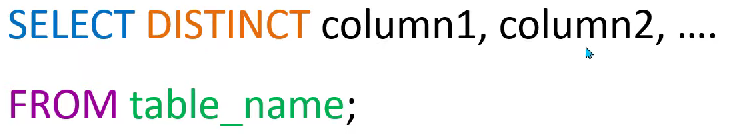 SELECT DISTINCT column1, column2, ....
FROM table_name;